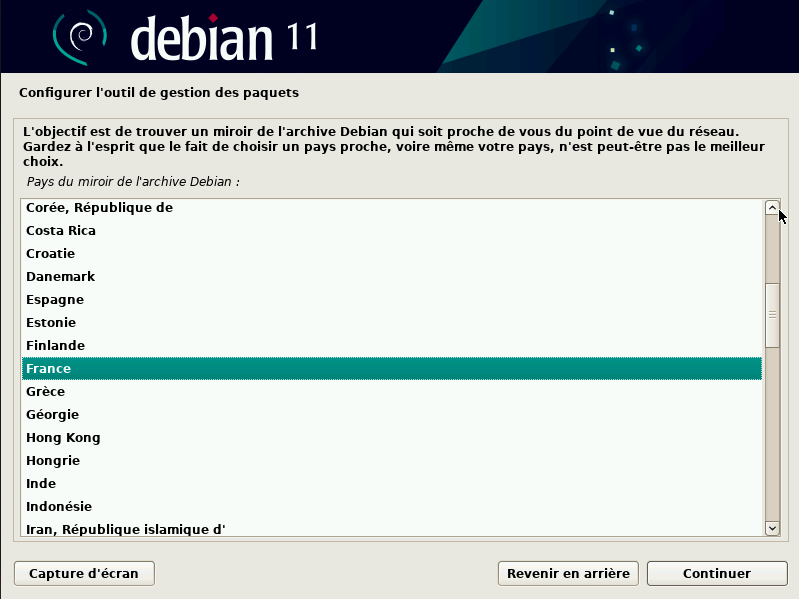 debian 11
Configurer l'outil de gestion des paquets
L'objectif est de trouver un miroir de l'archive Debian qui soit proche de vous du point de vue du réseau.
Gardez à l'esprit que le fait de choisir un pays proche, voire même votre pays, n'est peut-être pas le meilleur
choix.
Pays du miroir de l'archive Debian :
Corée, République de
Costa Rica
Croatie
Danemark
Espagne
Estonie
Finlande
France
Grèce
Géorgie
Hong Kong
Hongrie
Inde
Indonésie
Iran, République islamique d'
Capture d'écran
Revenir en arrière
Continuer